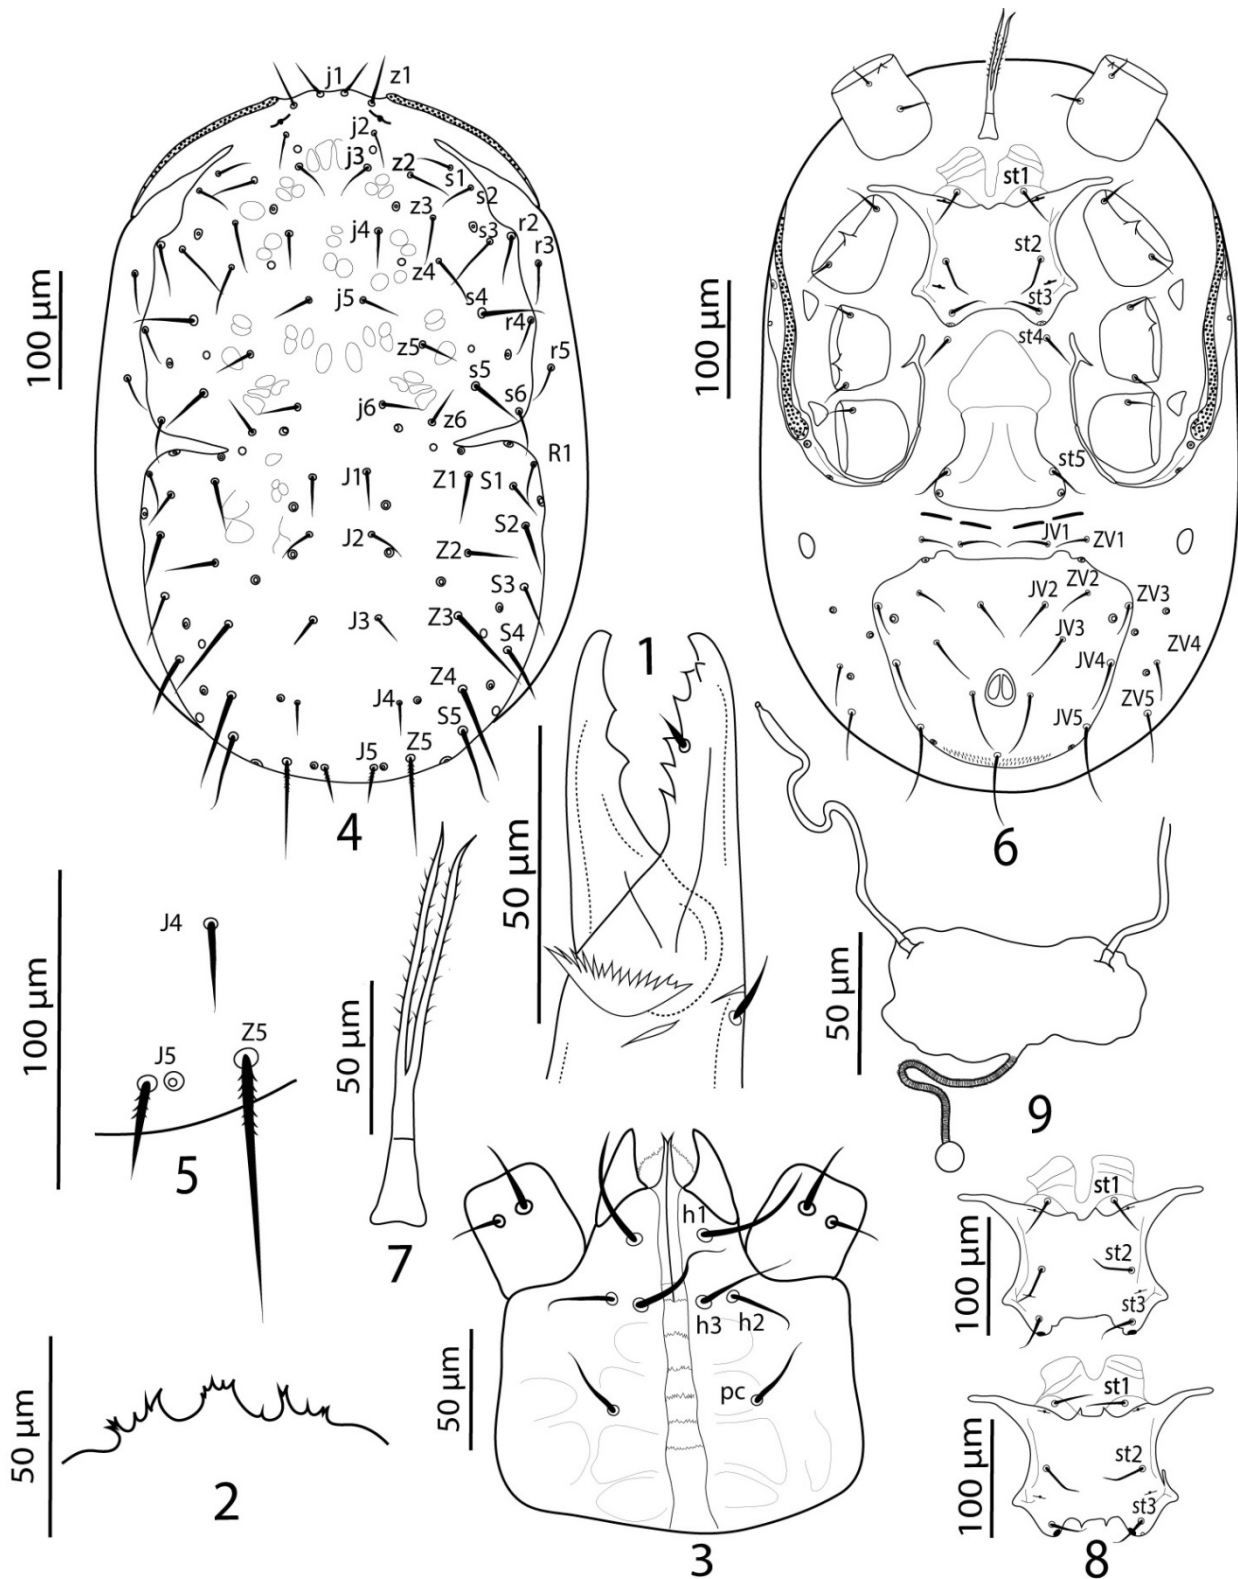 j1
z1
j2
j3
z2
s1
s2
z3
j4
s3
r2
r3
z4
j5
s4
r4
z5
r5
s5
s6
j6
z6
R1
J1
Z1
S1
J2
Z2
S2
S3
J3
Z3
S4
J4
Z4
S5
J5
Z5
100 µm
4
1
50 µm
st1
st2
st3
st4
st5
JV1
ZV1
JV2
ZV2
ZV3
JV3
JV4
ZV4
JV5
ZV5
100 µm
6
J4
J5
Z5
100 µm
5
50 µm
7
50 µm
9
50 µm
2
h1
h3
h2
pc
50 µm
3
st1
st2
st3
100 µm
st1
st2
st3
100 µm
8